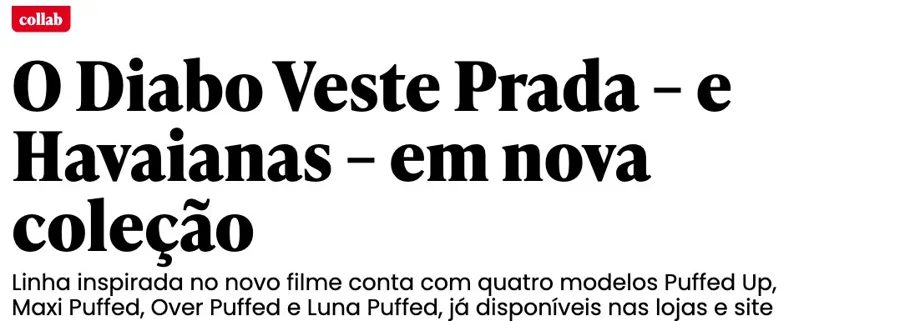 collab
O Diabo Veste Prada – e
Havaianas – em nova
coleção
Linha inspirada no novo filme conta com quatro modelos Puffed Up,
Maxi Puffed, Over Puffed e Luna Puffed, já disponíveis nas lojas e site